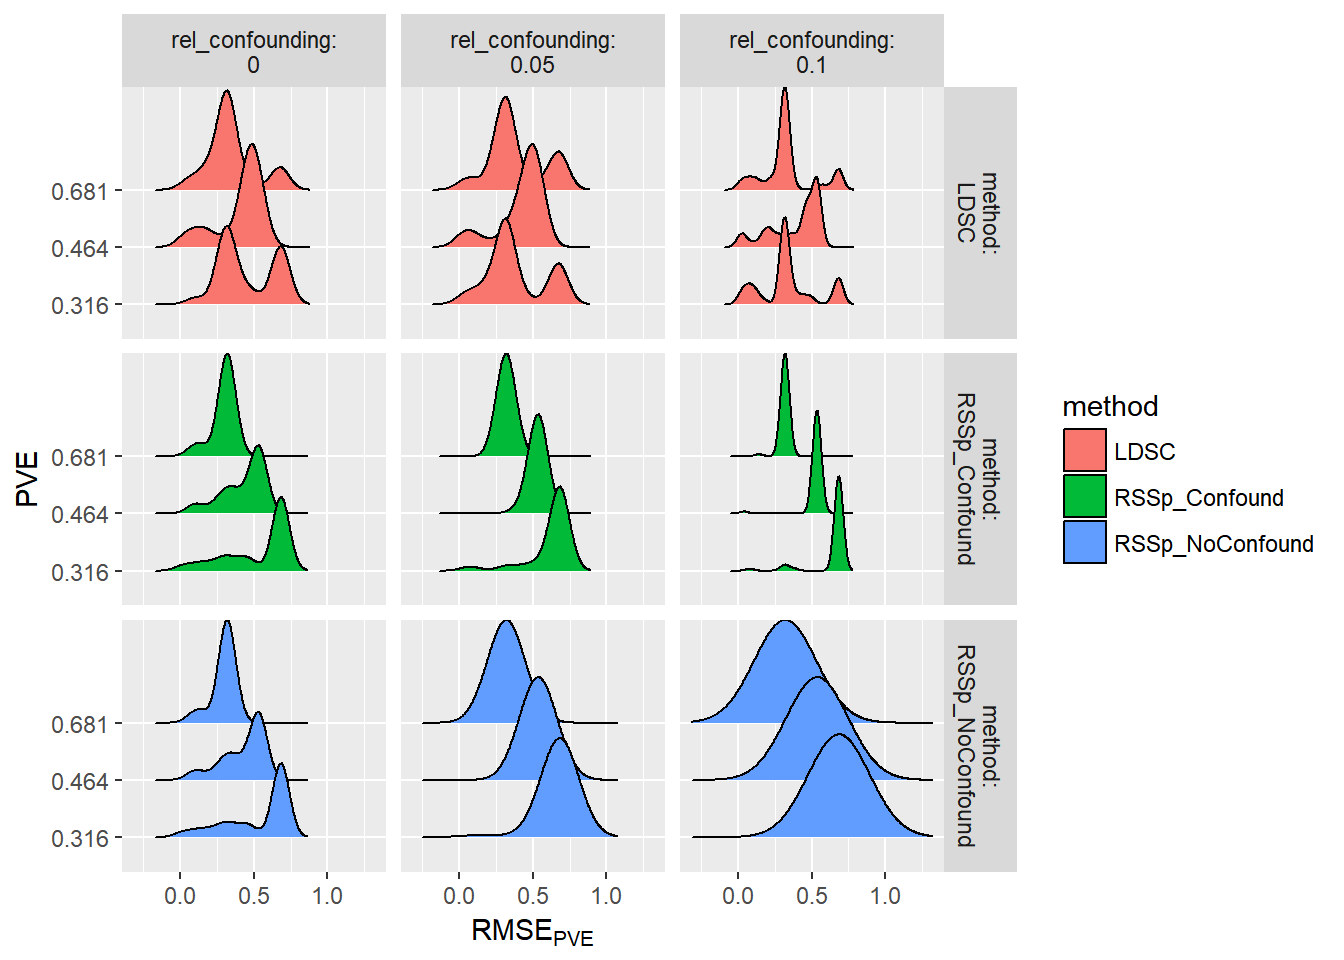 rel_confounding:
0
rel_confounding:
0.05
rel_confounding:
0.1
0.681
0.464
0.316
method:
LDSC
0.681
0.464
0.316
method:
RSSp_Confound
0.681
0.464
0.316
method:
RSSp_NoConfound
PVE
0.0 0.5 1.0
0.0 0.5 1.0
0.0 0.5 1.0
RMSEPVE
method
LDSC
RSSp_Confound
RSSp_NoConfound